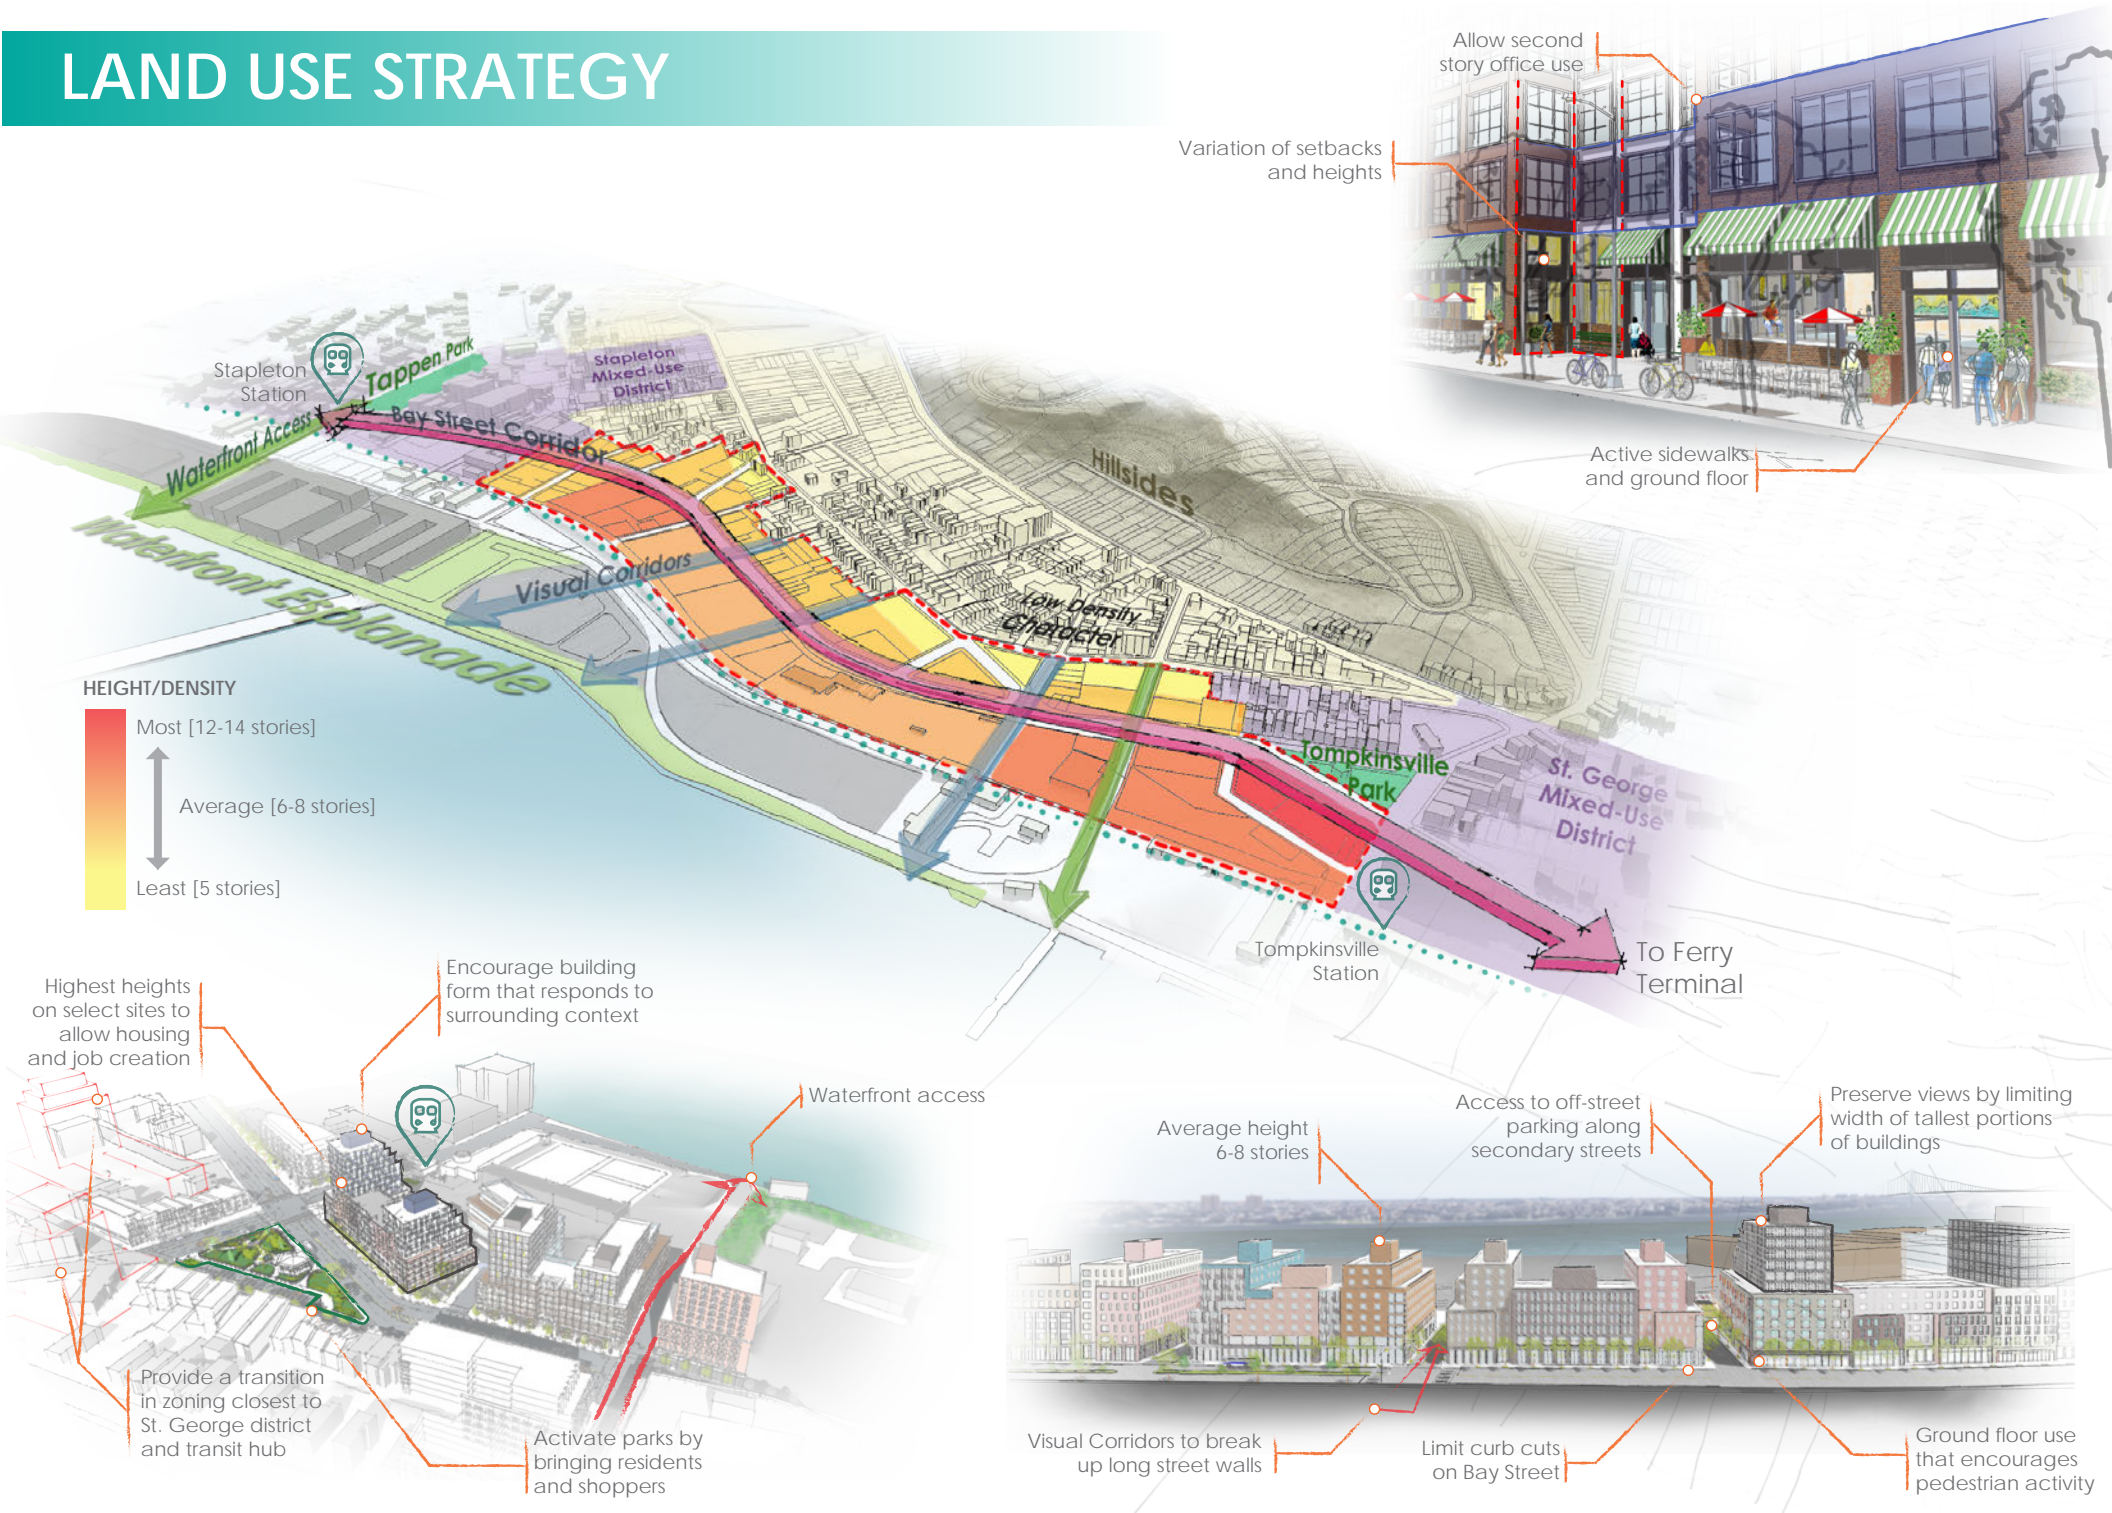 LAND USE STRATEGY
Allow second
story office use
Variation of setbacks
and heights
Active sidewalks
and ground floor
Stapleton
Station
Tappen Park
Stapleton
Mixed-Use
District
Bay Street Corridor
Waterfront Access
Waterfront Esplanade
Visual Corridors
Hillsides
Low Density
Character
Tompkinsville
Park
St. George
Mixed-Use
District
Tompkinsville
Station
To Ferry
Terminal
HEIGHT/DENSITY
Most [12-14 stories]
Average [6-8 stories]
Least [5 stories]
Highest heights
on select sites to
allow housing
and job creation
Encourage building
form that responds to
surrounding context
Waterfront access
Provide a transition
in zoning closest to
St. George district
and transit hub
Activate parks by
bringing residents
and shoppers
Average height
6-8 stories
Access to off-street
parking along
secondary streets
Preserve views by limiting
width of tallest portions
of buildings
Visual Corridors to break
up long street walls
Limit curb cuts
on Bay Street
Ground floor use
that encourages
pedestrian activity